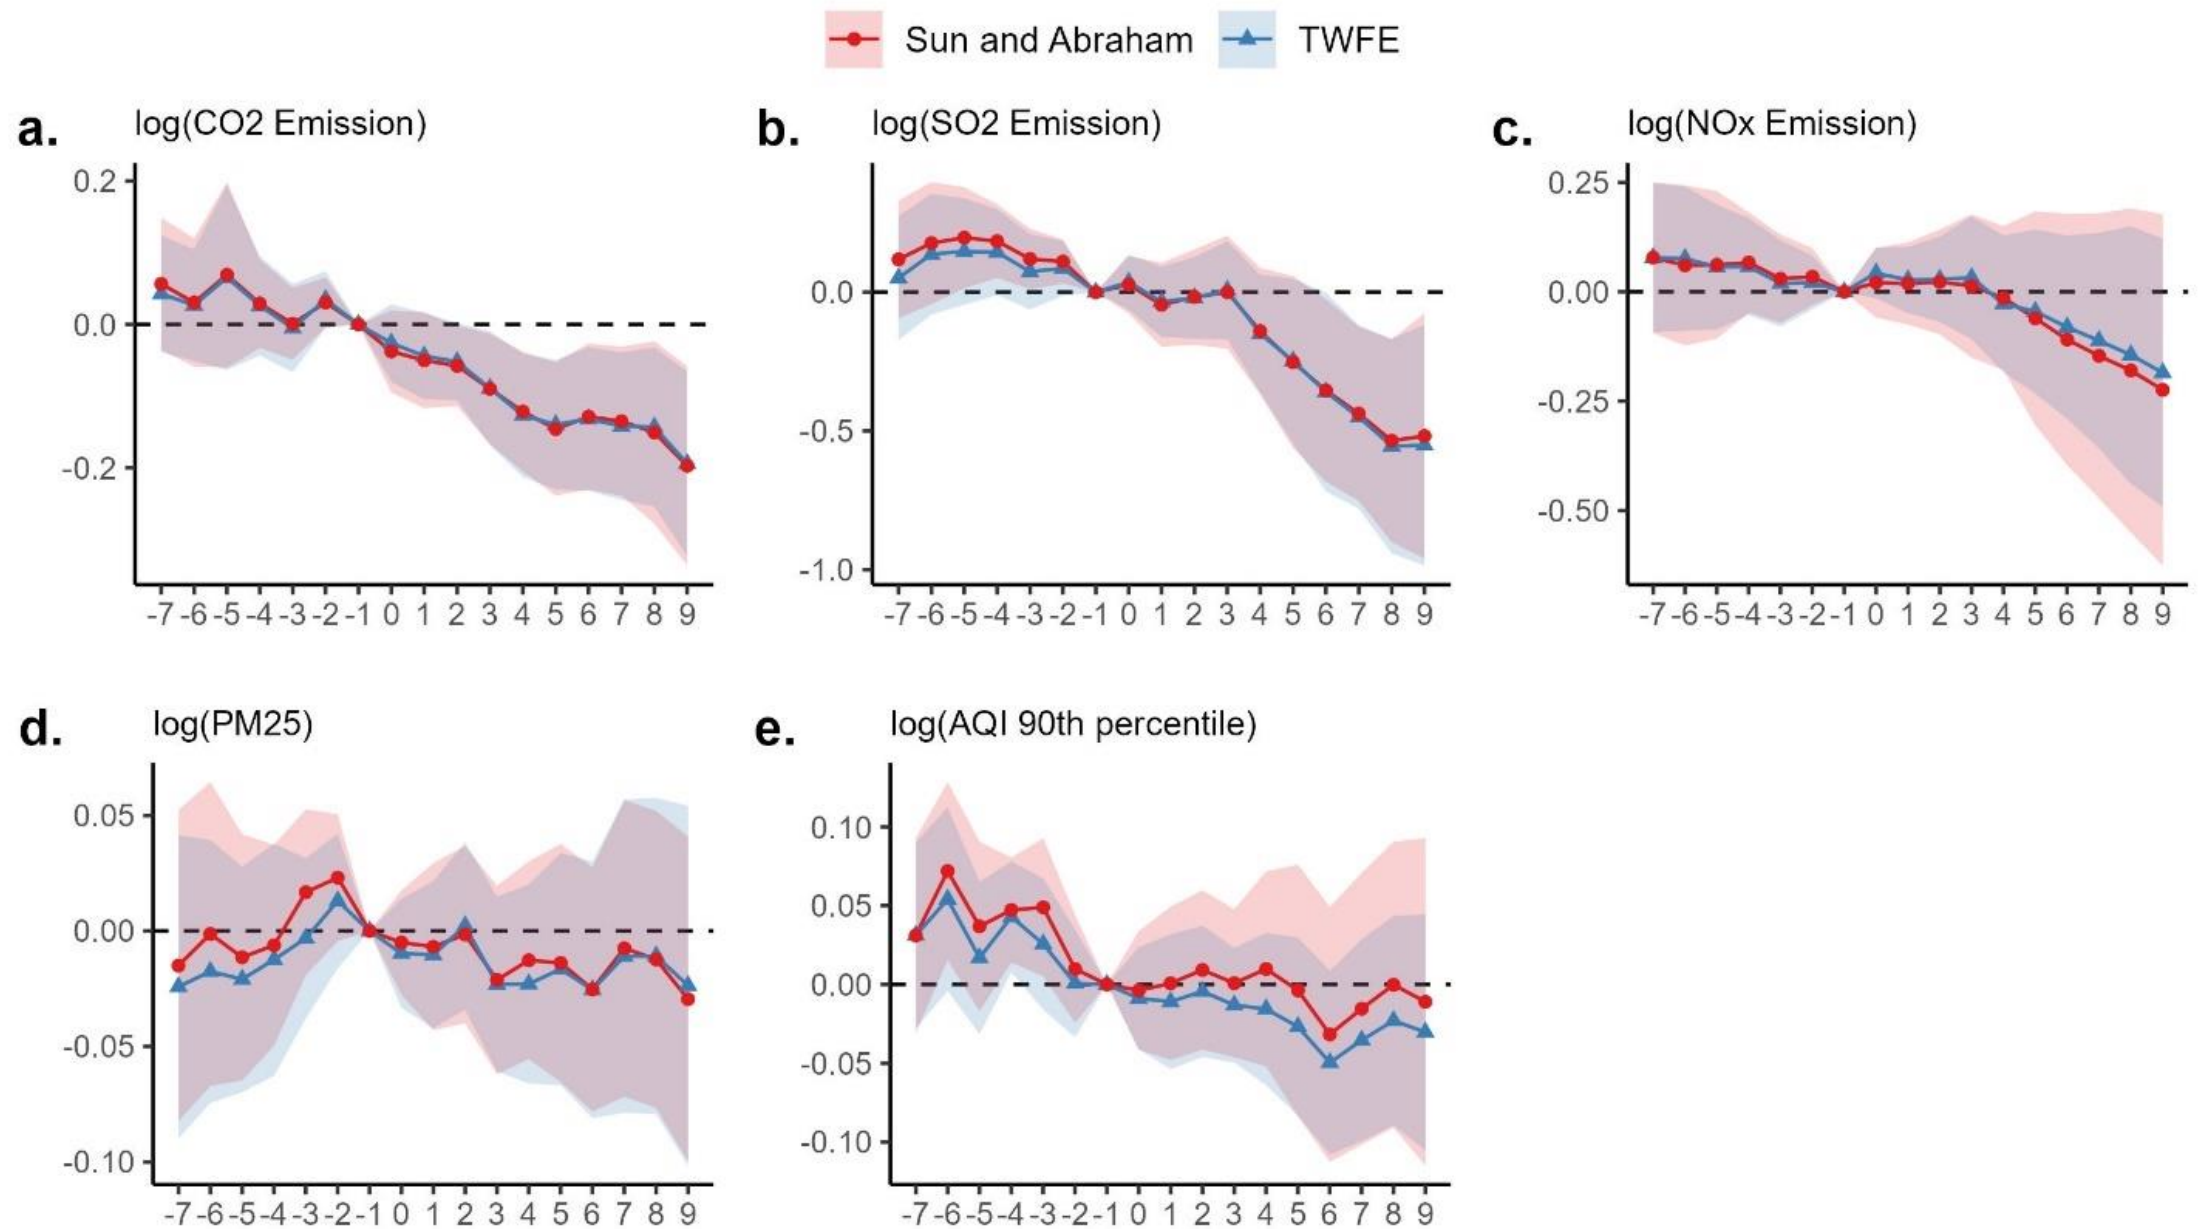 Sun and Abraham TWFE
a. log(CO2 Emission)
0.2
0.0
-0.2
-7 -6 -5 -4 -3 -2 -1 0 1 2 3 4 5 6 7 8 9
b. log(SO2 Emission)
0.0
-0.5
-1.0
-7 -6 -5 -4 -3 -2 -1 0 1 2 3 4 5 6 7 8 9
c. log(NOx Emission)
0.25
0.00
-0.25
-0.50
-7 -6 -5 -4 -3 -2 -1 0 1 2 3 4 5 6 7 8 9
d. log(PM25)
0.05
0.00
-0.05
-0.10
-7 -6 -5 -4 -3 -2 -1 0 1 2 3 4 5 6 7 8 9
e. log(AQI 90th percentile)
0.10
0.05
0.00
-0.05
-0.10
-7 -6 -5 -4 -3 -2 -1 0 1 2 3 4 5 6 7 8 9